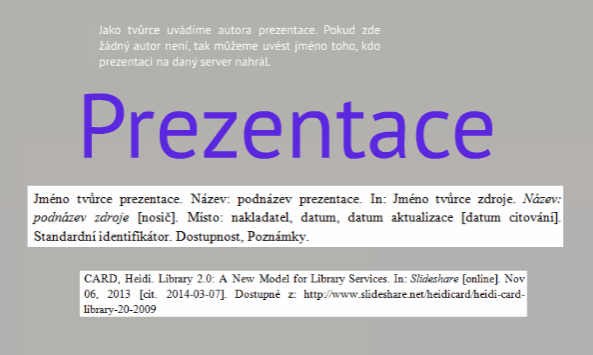 Jako tvůrce uvádíme autora prezentace. Pokud zde
žádný autor není, tak můžeme uvést jméno toho, kdo
prezentaci na daný server nahrál.
Prezentace
Jméno tvůrce prezentace. Název: podnázev prezentace. In: Jméno tvůrce zdroje. Název:
podnázev zdroje [nosič]. Místo: nakladatel, datum, datum aktualizace [datum citování].
Standardní identifikátor. Dostupnost, Poznámky.
CARD, Heidi. Library 2.0: A New Model for Library Services. In: Slideshare [online]. Nov
06, 2013 [cit. 2014-03-07]. Dostupné z: http://www.slideshare.net/heidicard/heidi-card-
library-20-2009